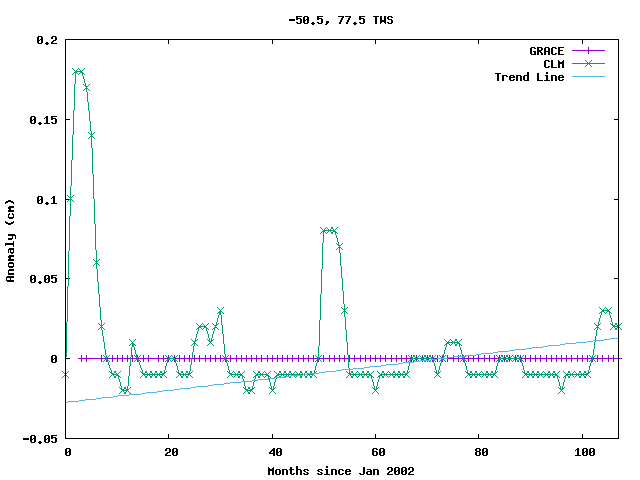 -50.5, 77.5 TWS
GRACE
CLM
Trend Line
0.2
0.15
0.1
0.05
0
-0.05
Anomaly (cm)
0 20 40 60 80 100
Months since Jan 2002